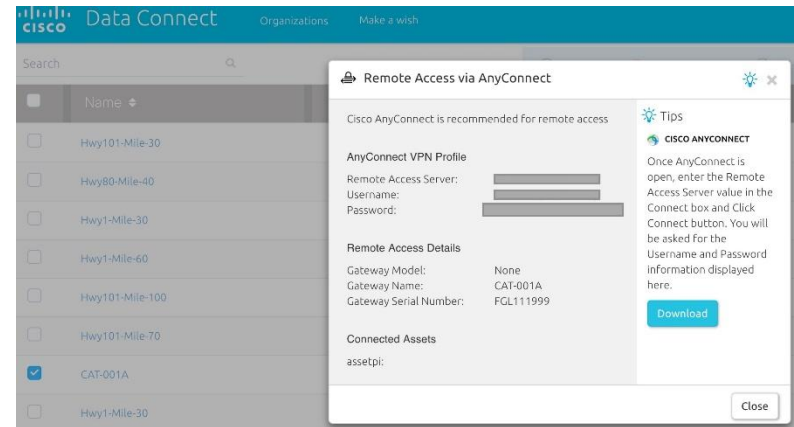 CISCO Data Connect Organizations Make a wish
Search
Name
Hwy101-Mile-30
Hwy80-Mile-40
Hwy1-Mile-30
Hwy1-Mile-60
Hwy101-Mile-100
Hwy101-Mile-70
CAT-001A
Hwy1-Mile-30
Remote Access via AnyConnect
Cisco AnyConnect is recommended for remote access
AnyConnect VPN Profile
Remote Access Server:
Username:
Password:
Remote Access Details
Gateway Model: None
Gateway Name: CAT-001A
Gateway Serial Number: FGL111999
Connected Assets
assetpi:
Tips
CISCO ANYCONNECT
Once AnyConnect is
open, enter the Remote
Access Server value in the
Connect box and Click
Connect button. You will
be asked for the
Username and Password
information displayed
here.
Download
Close